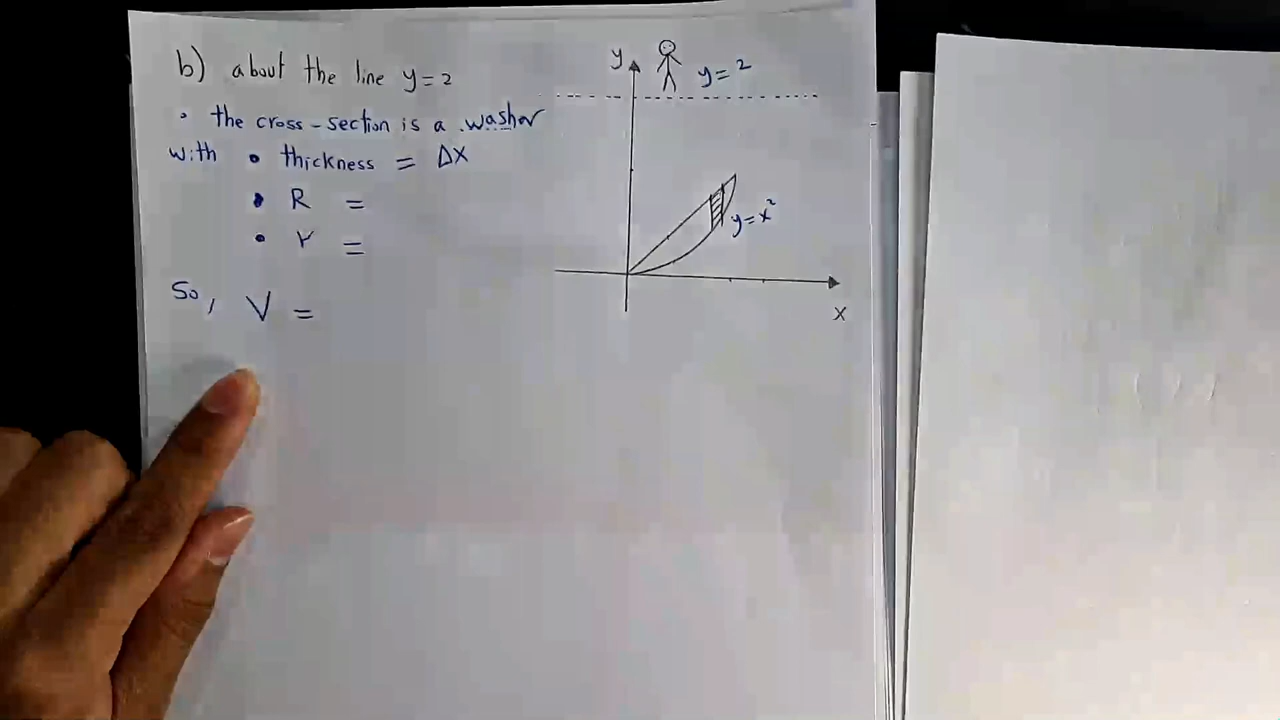 b) about the line y = 2
• the cross-section is a washer
with • thickness = Δx
• R =
• r =
So, V =
y
y = 2
y = x²
x